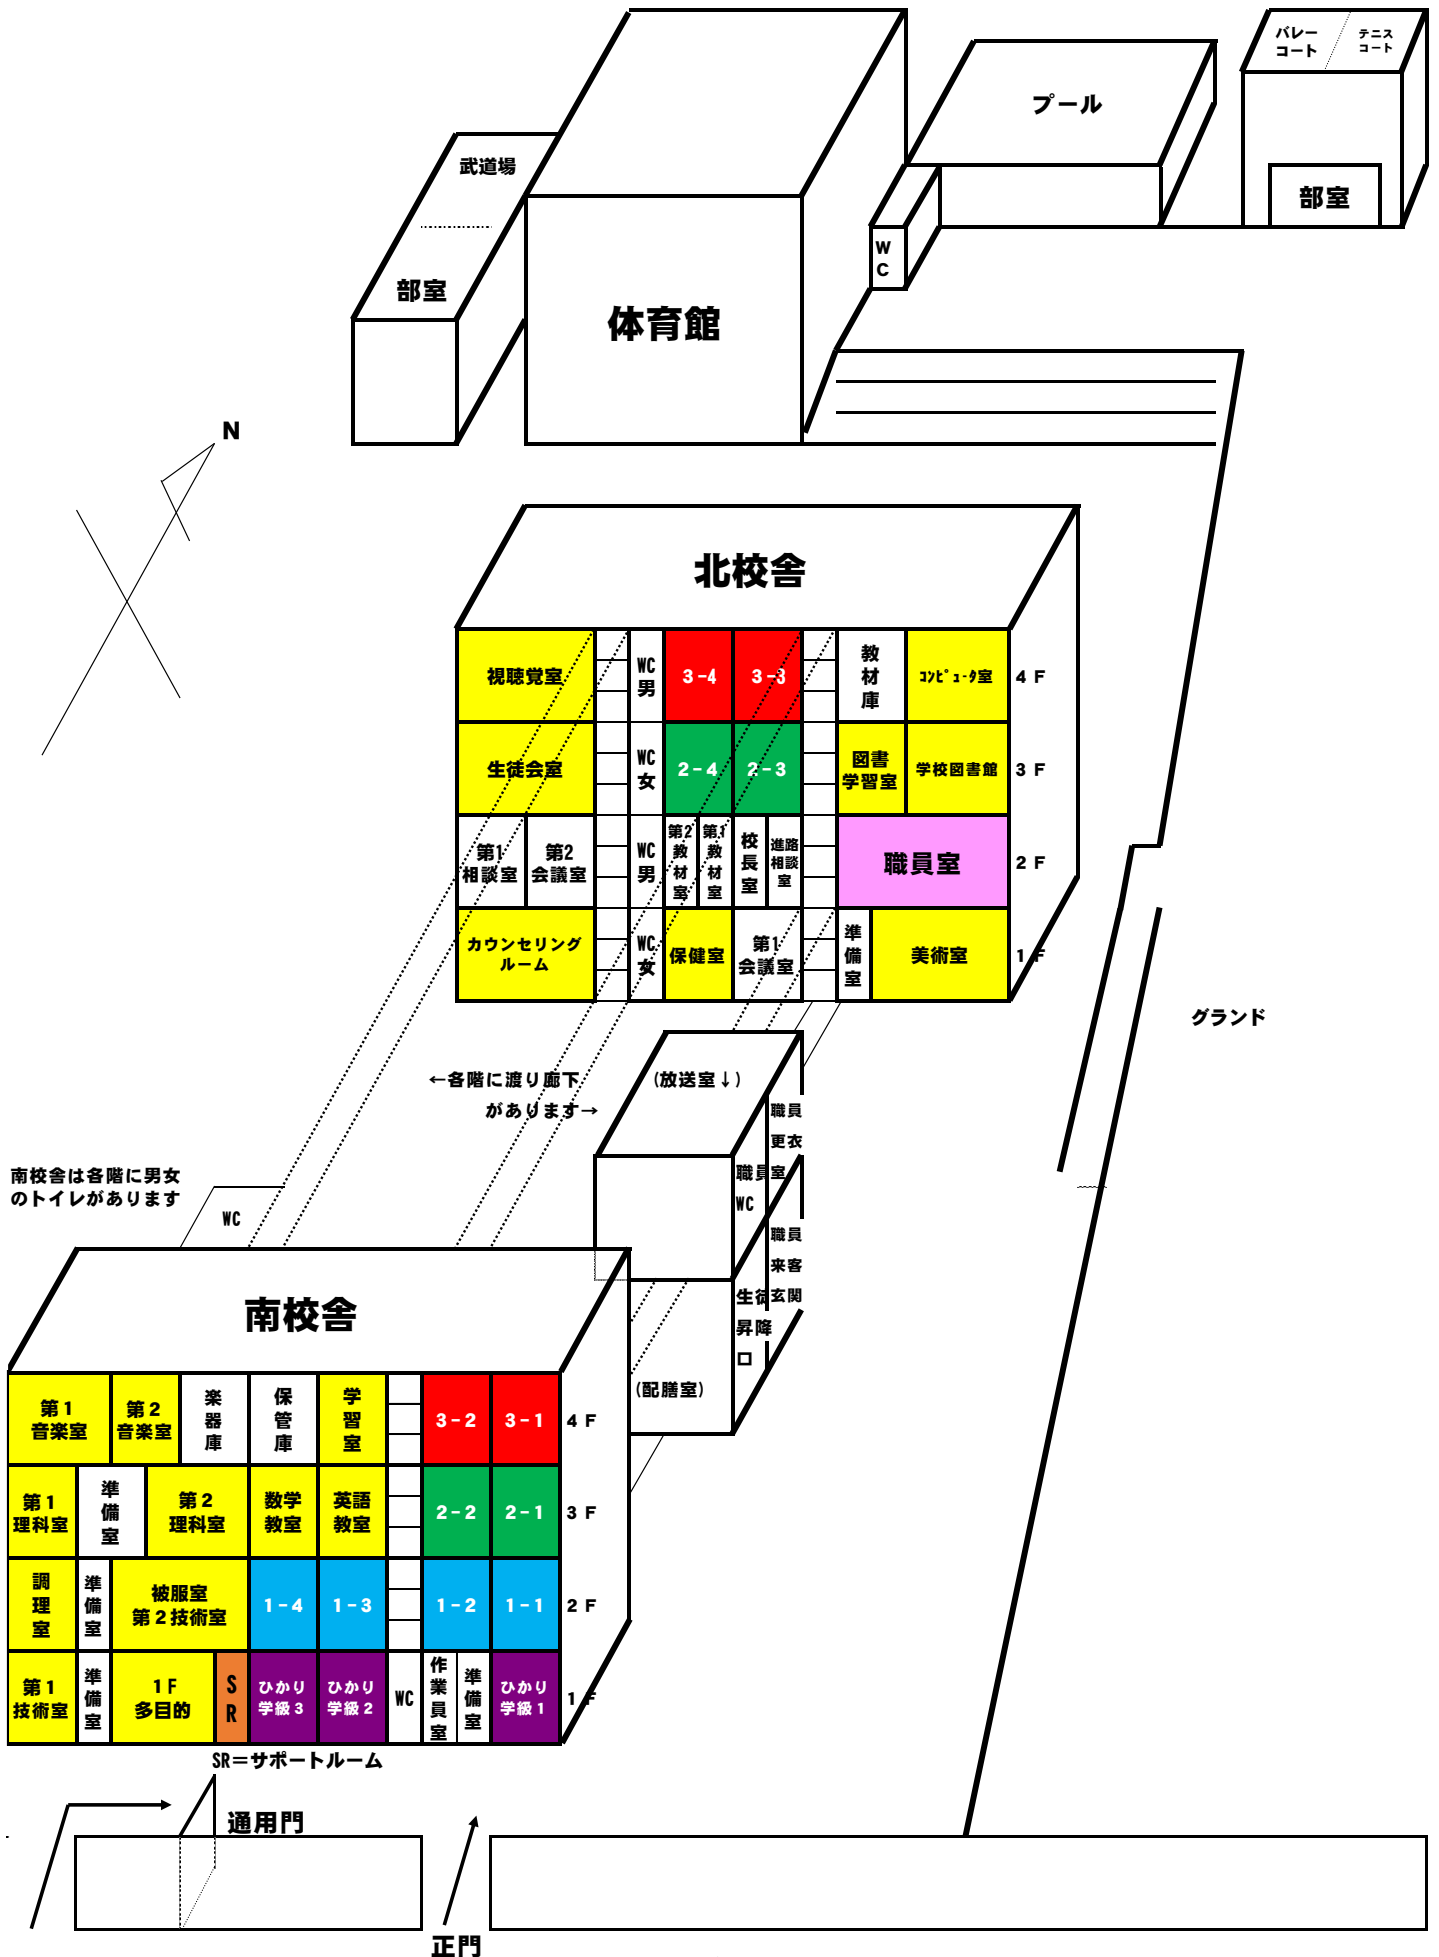 バレー
コート
テニス
コート
プール
部室
武道場
部室
WC
体育館
N
北校舎
視聴覚室
WC
男
3-4
3-3
教材庫
コンピュータ室
4F
生徒会室
WC
女
2-4
2-3
図書
学習室
学校図書館
3F
第1
相談室
第2
会議室
WC
男
第2教材室
第1教材室
校長室
進路
相談
室
職員室
2F
カウンセリング
ルーム
WC
女
保健室
第1
会議室
準備室
美術室
1F
グランド
←各階に渡り廊下
があります→
(放送室↓)
職員
更衣
室
職員
WC
職員
来客
玄関
生徒
昇降
口
(配膳室)
南校舎は各階に男女
のトイレがあります
WC
南校舎
第1
音楽室
第2
音楽室
楽器庫
保管庫
学習室
3-2
3-1
4F
第1
理科室
準備室
第2
理科室
数学
教室
英語
教室
2-2
2-1
3F
調理室
準備室
被服室
第2技術室
1-4
1-3
1-2
1-1
2F
第1
技術室
準備室
1F
多目的
SR
ひかり
学級3
ひかり
学級2
WC
作業員室
準備室
ひかり
学級1
1F
SR＝サポートルーム
通用門
正門